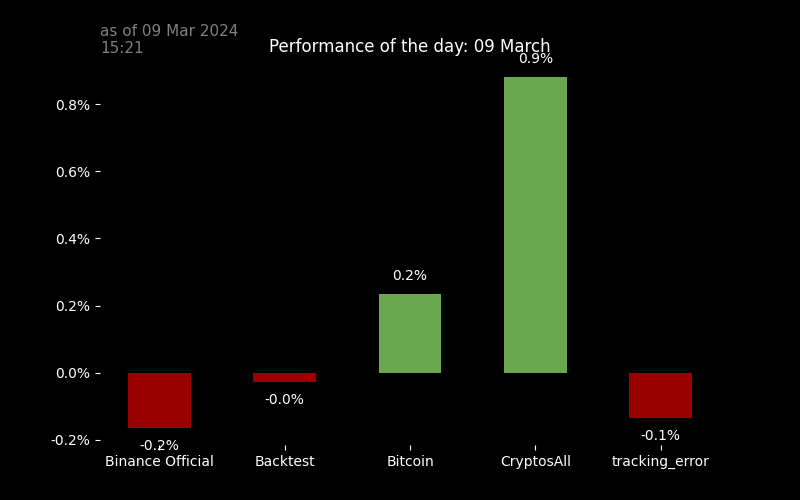 as of 09 Mar 2024
15:21
Performance of the day: 09 March
0.9%
0.8%
0.6%
0.4%
0.2%
0.2%
0.0%
-0.0%
-0.2%
-0.2%
-0.1%
Binance Official
Backtest
Bitcoin
CryptosAll
tracking_error